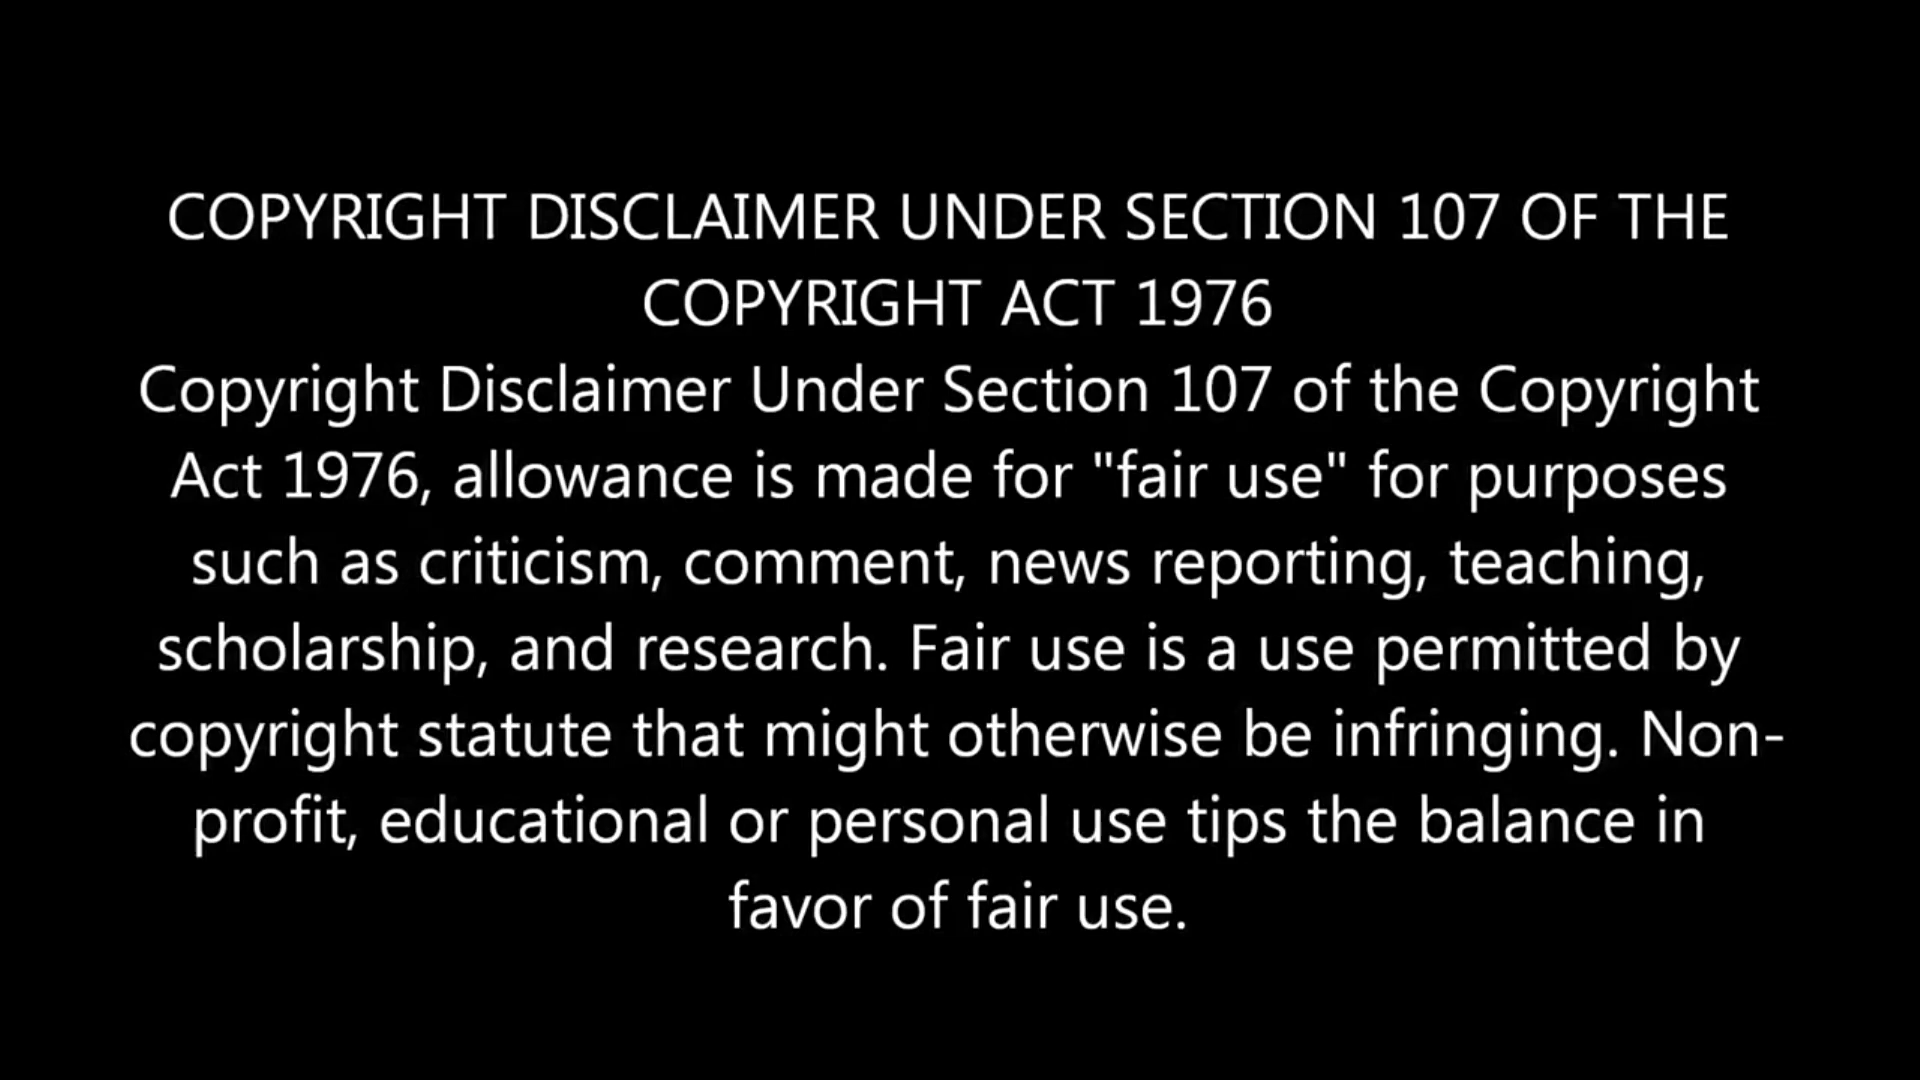 COPYRIGHT DISCLAIMER UNDER SECTION 107 OF THE
COPYRIGHT ACT 1976
Copyright Disclaimer Under Section 107 of the Copyright
Act 1976, allowance is made for "fair use" for purposes
such as criticism, comment, news reporting, teaching,
scholarship, and research. Fair use is a use permitted by
copyright statute that might otherwise be infringing. Non-
profit, educational or personal use tips the balance in
favor of fair use.